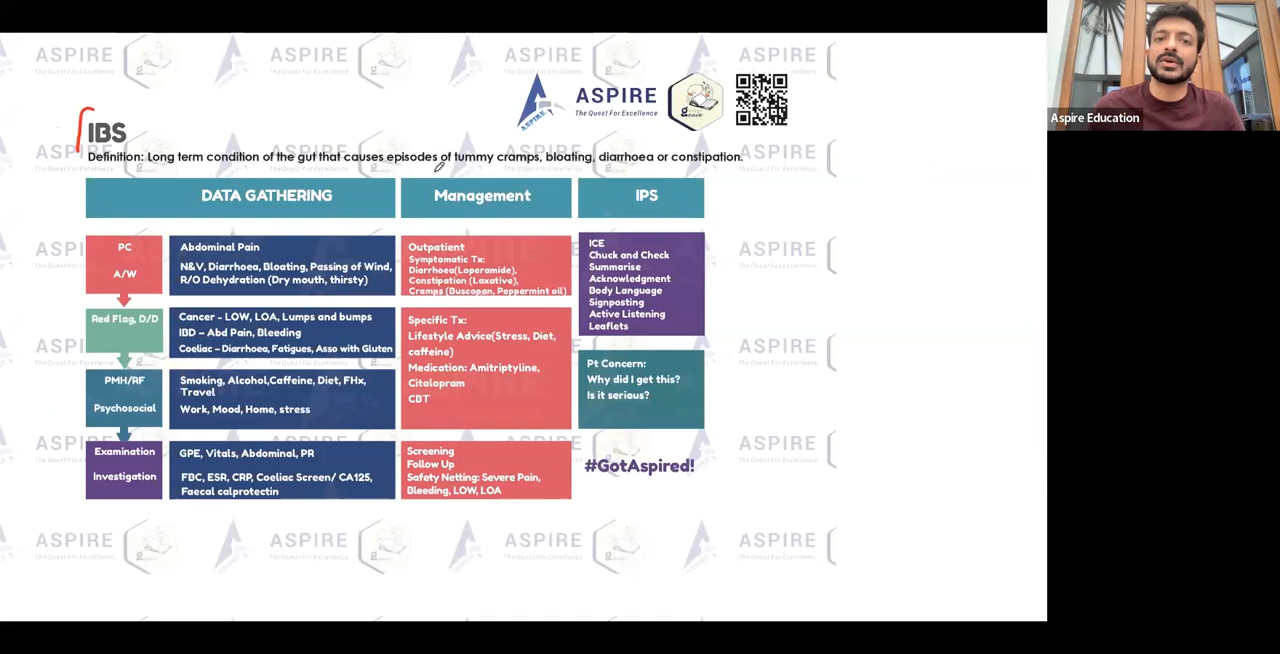 ASPIRE
The Quest For Excellence
IBS
Definition: Long term condition of the gut that causes episodes of tummy cramps, bloating, diarrhoea or constipation.
DATA GATHERING
Management
IPS
PC
A/W
Abdominal Pain
N&V, Diarrhoea, Bloating, Passing of Wind,
R/O Dehydration (Dry mouth, thirsty)
Outpatient
Symptomatic Tx:
Diarrhoea(Loperamide),
Constipation (Laxative),
Cramps (Buscopan, Peppermint oil)
ICE
Chuck and Check
Summarise
Acknowledgment
Body Language
Signposting
Active Listening
Leaflets
Red Flag, D/D
Cancer - LOW, LOA, Lumps and bumps
IBD – Abd Pain, Bleeding
Coeliac – Diarrhoea, Fatigues, Asso with Gluten
Specific Tx:
Lifestyle Advice(Stress, Diet,
caffeine)
Medication: Amitriptyline,
Citalopram
CBT
Pt Concern:
Why did I get this?
Is it serious?
PMH/RF
Psychosocial
Smoking, Alcohol,Caffeine, Diet, FHx,
Travel
Work, Mood, Home, stress
Examination
Investigation
GPE, Vitals, Abdominal, PR
FBC, ESR, CRP, Coeliac Screen/ CA125,
Faecal calprotectin
Screening
Follow Up
Safety Netting: Severe Pain,
Bleeding, LOW, LOA
#GotAspired!
Aspire Education